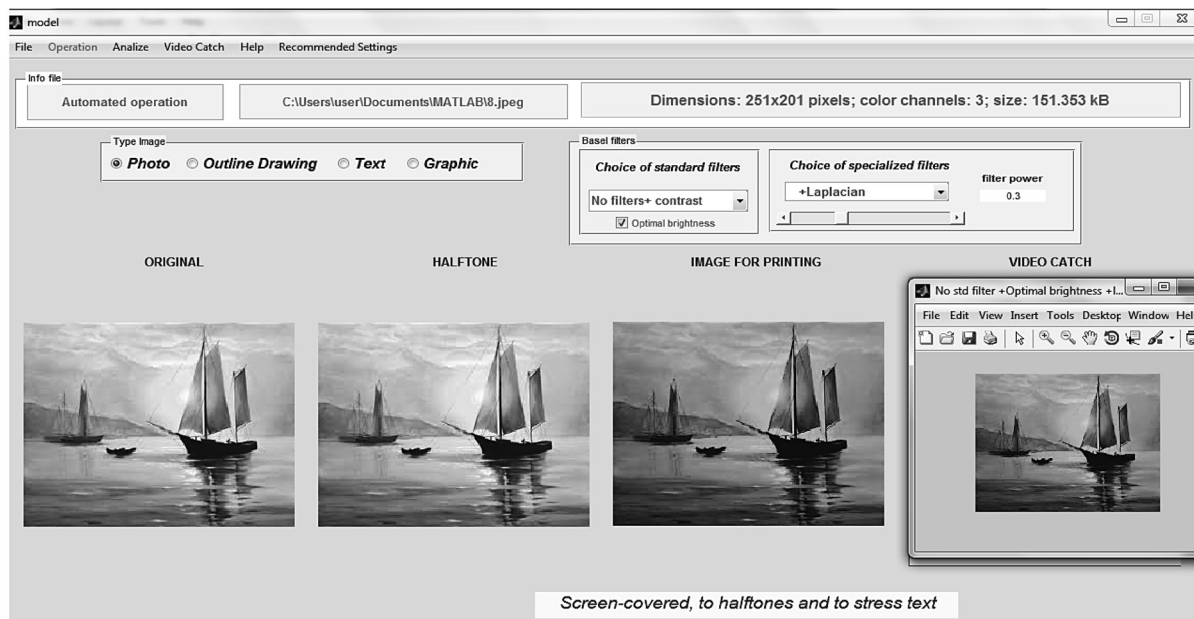 model
File Operation Analize Video Catch Help Recommended Settings
Info file
Automated operation
C:\Users\user\Documents\MATLAB\8.jpeg
Dimensions: 251x201 pixels; color channels: 3; size: 151.353 kB
Type Image
Photo Outline Drawing Text Graphic
Basel filters
Choice of standard filters
No filters+ contrast
Optimal brightness
Choice of specialized filters
+Laplacian
filter power
0.3
ORIGINAL HALFTONE IMAGE FOR PRINTING VIDEO CATCH
No std filter +Optimal brightness +l...
File Edit View Insert Tools Desktop Window Hel
Screen-covered, to halftones and to stress text